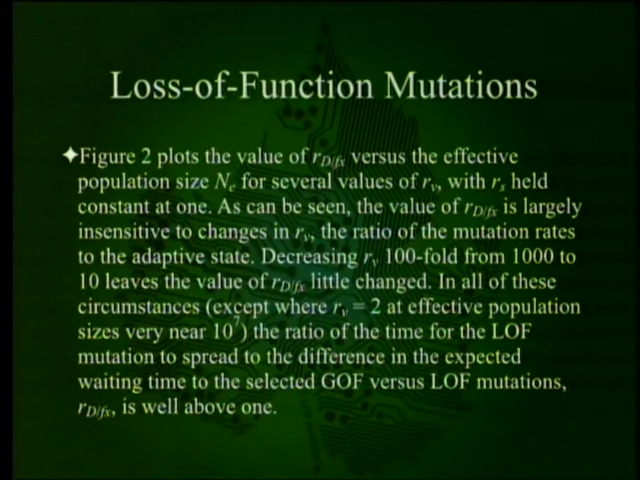 Loss-of-Function Mutations
✦Figure 2 plots the value of rD/fx versus the effective
population size Ne for several values of rv, with rs held
constant at one. As can be seen, the value of rD/fx is largely
insensitive to changes in rv, the ratio of the mutation rates
to the adaptive state. Decreasing rv 100-fold from 1000 to
10 leaves the value of rD/fx little changed. In all of these
circumstances (except where rv = 2 at effective population
sizes very near 10⁷) the ratio of the time for the LOF
mutation to spread to the difference in the expected
waiting time to the selected GOF versus LOF mutations,
rD/fx, is well above one.